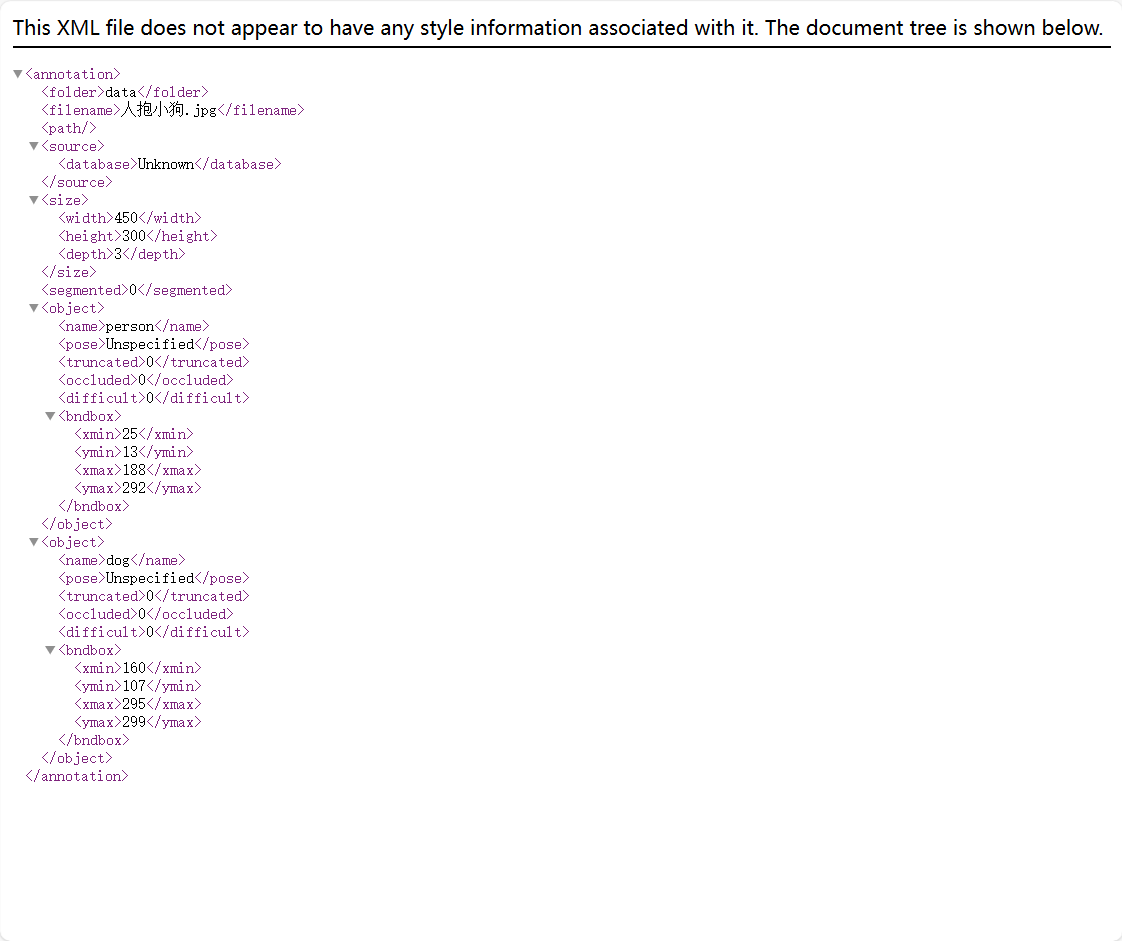 This XML file does not appear to have any style information associated with it. The document tree is shown below.
▼<annotation>
<folder>data</folder>
<filename>人抱小狗.jpg</filename>
<path/>
▼<source>
<database>Unknown</database>
</source>
▼<size>
<width>450</width>
<height>300</height>
<depth>3</depth>
</size>
<segmented>0</segmented>
▼<object>
<name>person</name>
<pose>Unspecified</pose>
<truncated>0</truncated>
<occluded>0</occluded>
<difficult>0</difficult>
▼<bndbox>
<xmin>25</xmin>
<ymin>13</ymin>
<xmax>188</xmax>
<ymax>292</ymax>
</bndbox>
</object>
▼<object>
<name>dog</name>
<pose>Unspecified</pose>
<truncated>0</truncated>
<occluded>0</occluded>
<difficult>0</difficult>
▼<bndbox>
<xmin>160</xmin>
<ymin>107</ymin>
<xmax>295</xmax>
<ymax>299</ymax>
</bndbox>
</object>
</annotation>